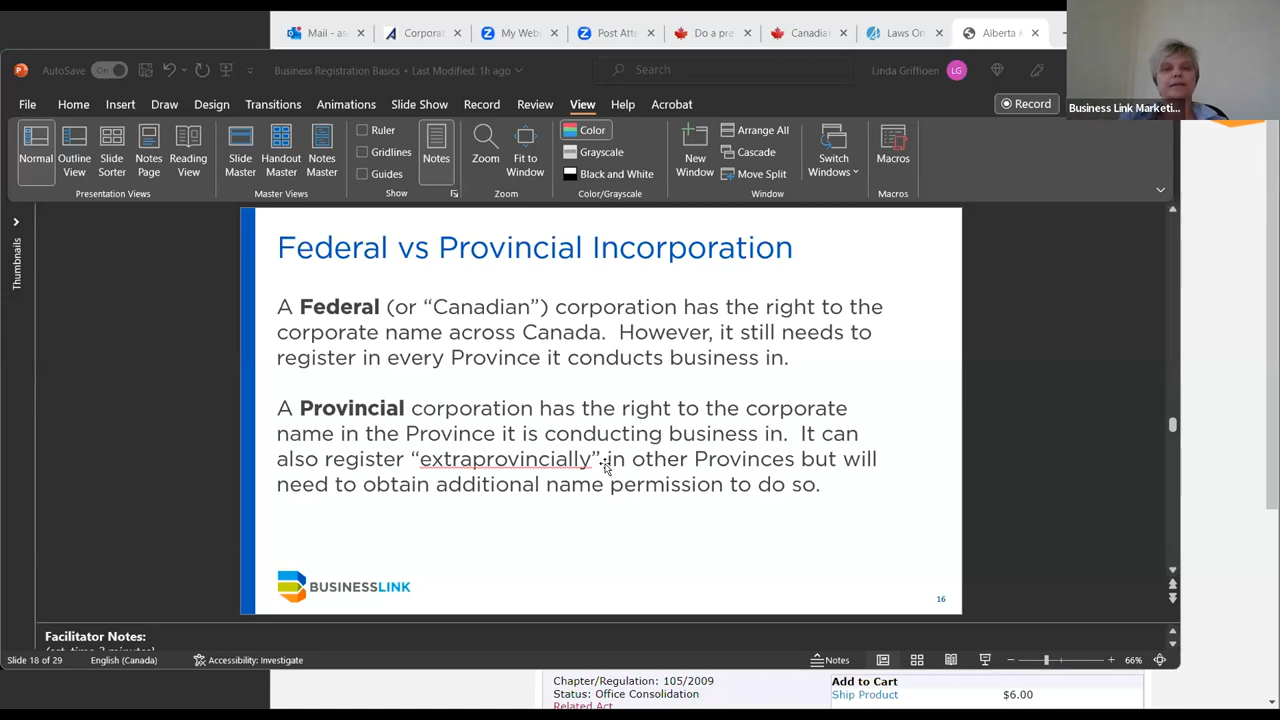 Mail - as
Corporat
My Web
Post Atte
Do a pre
Canadian
Laws On
Alberta
AutoSave
On
Business Registration Basics • Last Modified: 1h ago
Search
Linda Griffioen
LG
Business Link Marketi...
File Home Insert Draw Design Transitions Animations Slide Show Record Review View Help Acrobat
Record
Normal
Outline View
Slide Sorter
Notes Page
Reading View
Presentation Views
Slide Master
Handout Master
Notes Master
Master Views
Ruler
Gridlines
Guides
Show
Notes
Zoom
Fit to Window
Zoom
Color
Grayscale
Black and White
Color/Grayscale
New Window
Arrange All
Cascade
Move Split
Switch Windows
Window
Macros
Macros
Thumbnails
Federal vs Provincial Incorporation
A Federal (or “Canadian”) corporation has the right to the
corporate name across Canada. However, it still needs to
register in every Province it conducts business in.
A Provincial corporation has the right to the corporate
name in the Province it is conducting business in. It can
also register “extraprovincially” in other Provinces but will
need to obtain additional name permission to do so.
BUSINESSLINK
16
Facilitator Notes:
Slide 18 of 29
English (Canada)
Accessibility: Investigate
Notes
66%
Chapter/Regulation: 105/2009
Status: Office Consolidation
Related Act
Add to Cart
Ship Product $6.00